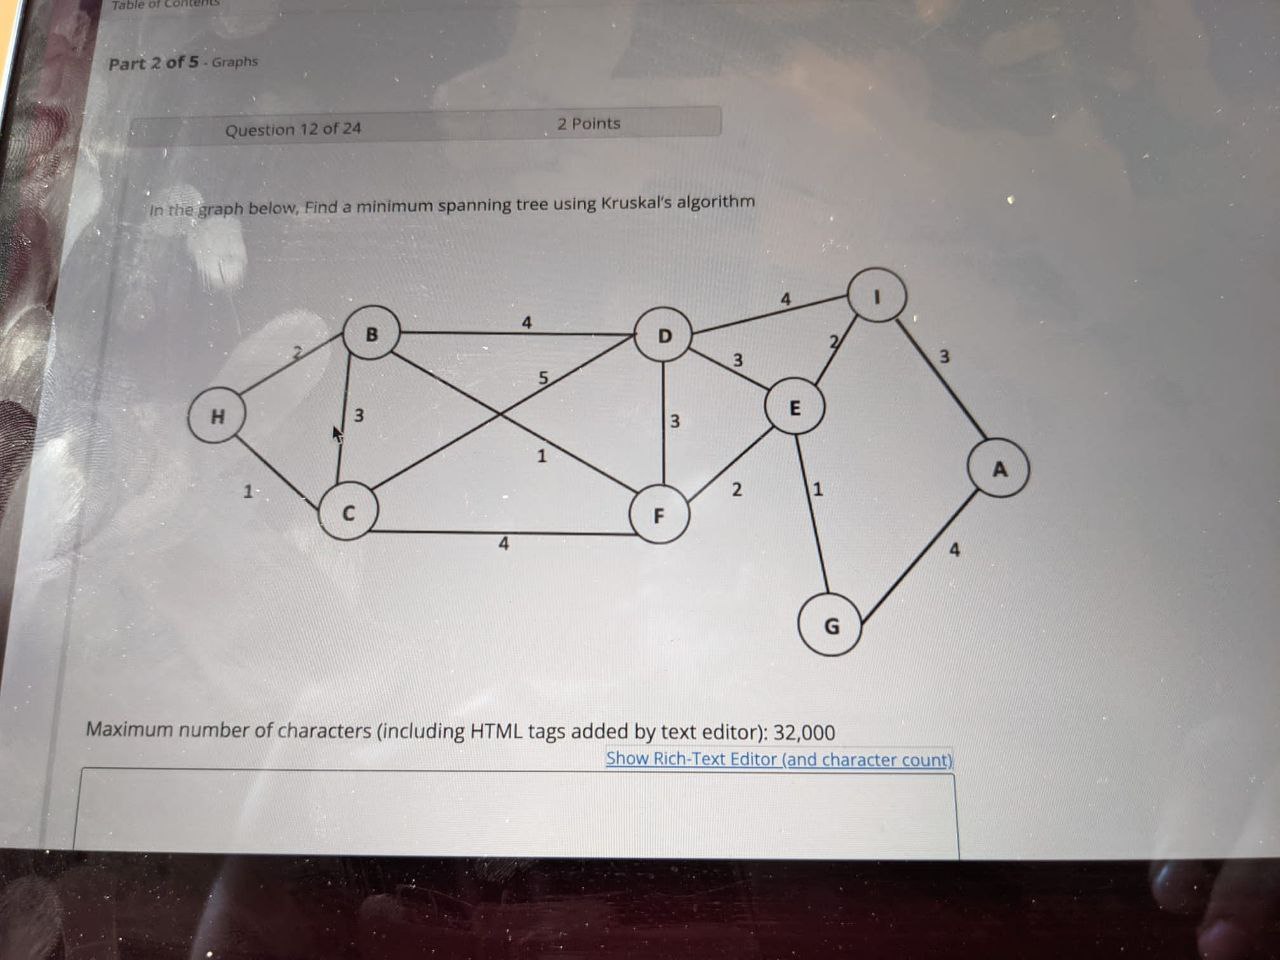 Table of Contents
Part 2 of 5 - Graphs
Question 12 of 24 2 Points
In the graph below, Find a minimum spanning tree using Kruskal's algorithm
I
4
B
4
D
2
2
3
3
5
H
3
E
3
1
A
1
2
1
C
F
4
4
G
Maximum number of characters (including HTML tags added by text editor): 32,000
Show Rich-Text Editor (and character count)